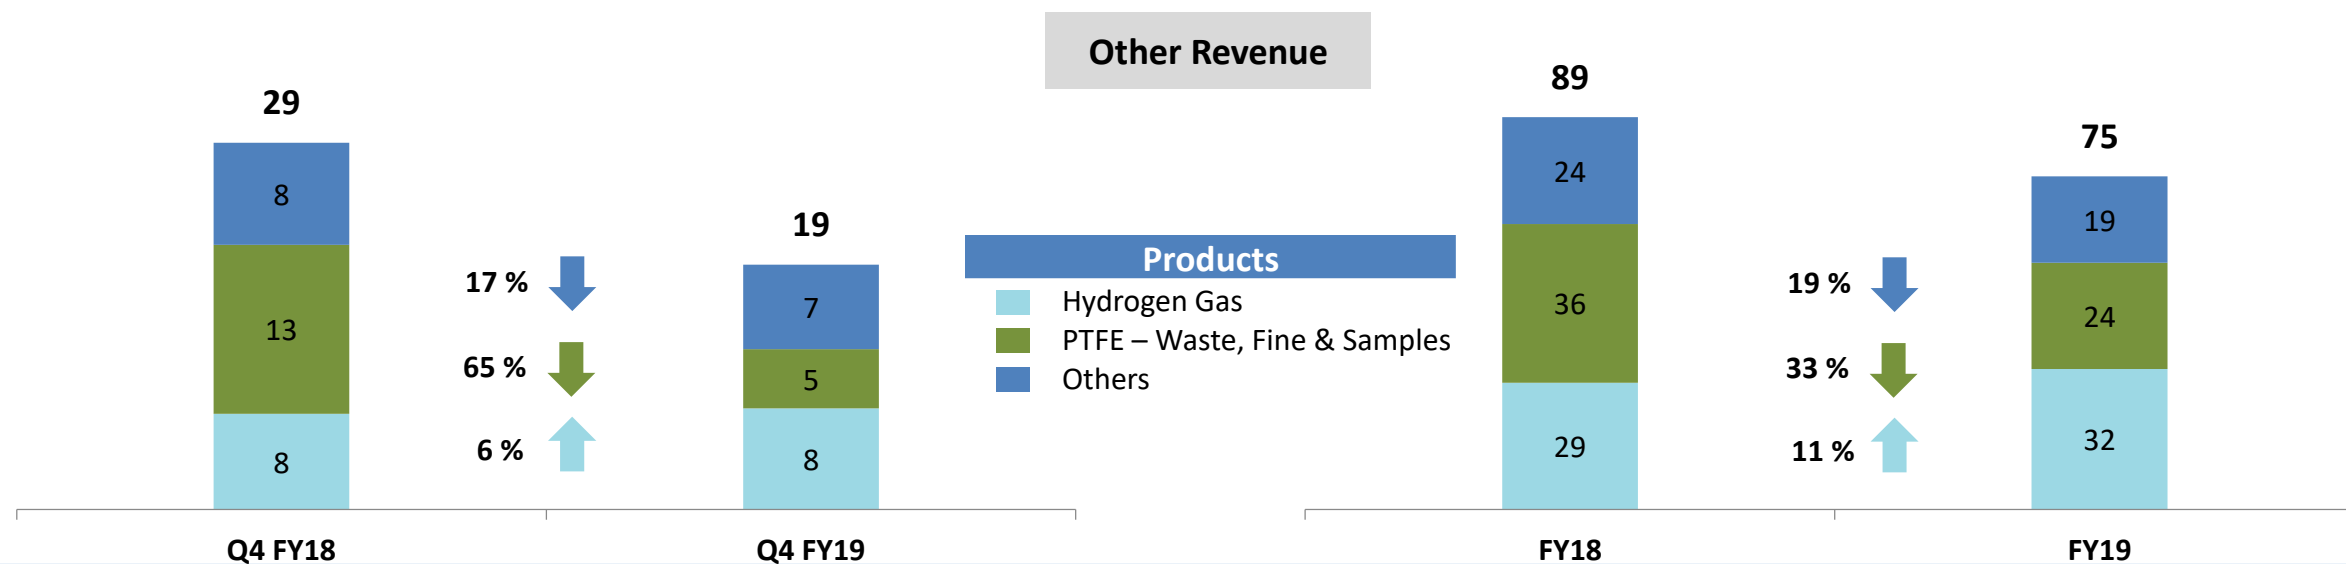 Other Revenue
29
8
13
8
17 %
65 %
6 %
19
7
5
8
Q4 FY18
Q4 FY19
Products
Hydrogen Gas
PTFE – Waste, Fine & Samples
Others
89
24
36
29
19 %
33 %
11 %
75
19
24
32
FY18
FY19